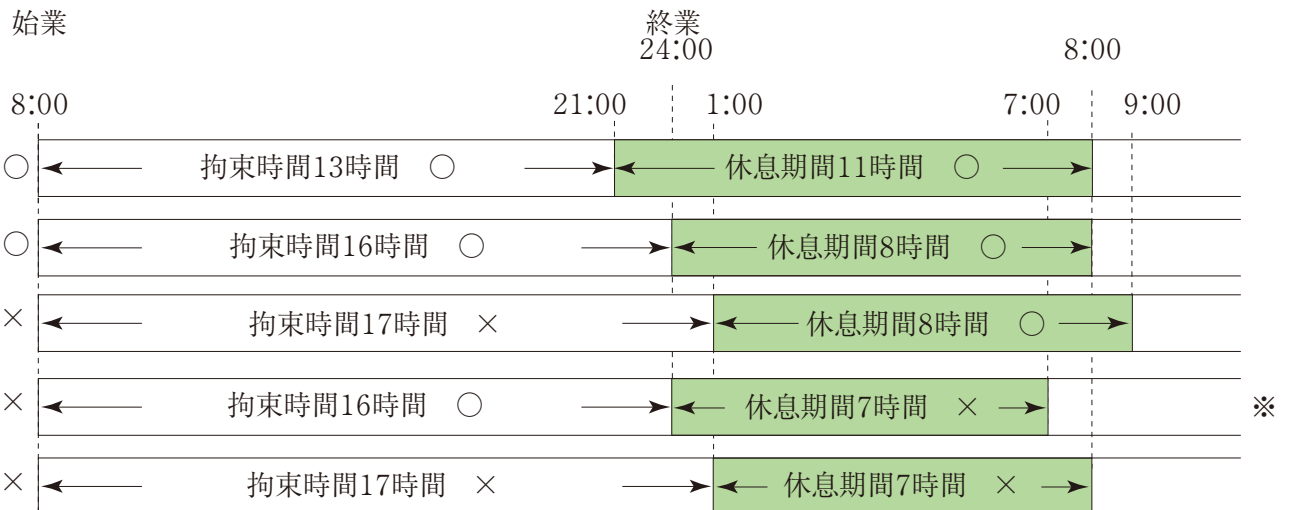 始業 終業
24:00 8:00
8:00 21:00 1:00 7:00 9:00
○ 拘束時間13時間 ○ 休息期間11時間 ○
○ 拘束時間16時間 ○ 休息期間8時間 ○
× 拘束時間17時間 × 休息期間8時間 ○
× 拘束時間16時間 ○ 休息期間7時間 × ※
× 拘束時間17時間 × 休息期間7時間 ×